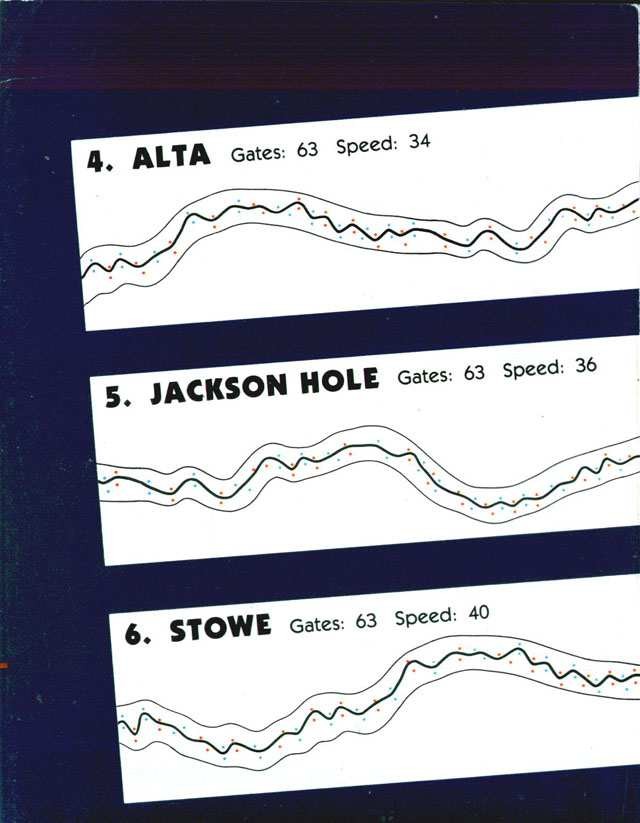 4. ALTA Gates: 63 Speed: 34
5. JACKSON HOLE Gates: 63 Speed: 36
6. STOWE Gates: 63 Speed: 40